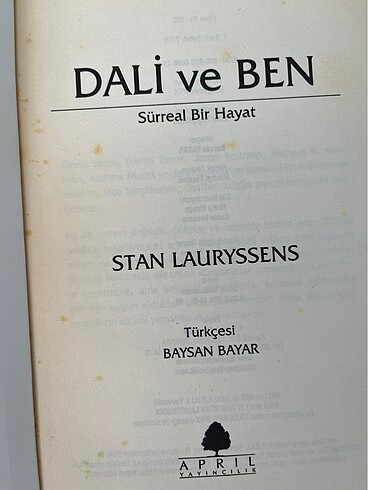 DALİ ve BEN
Sürreal Bir Hayat
STAN LAURYSSENS
Türkçesi
BAYSAN BAYAR
APRIL
YAYINCILIK